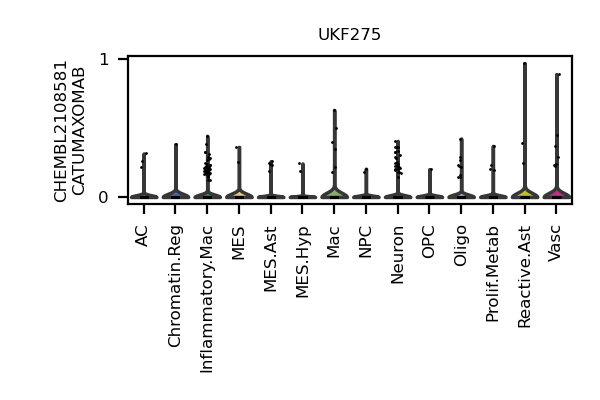 UKF275
CHEMBL2108581
CATUMAXOMAB
1
0
AC
Chromatin.Reg
Inflammatory.Mac
MES
MES.Ast
MES.Hyp
Mac
NPC
Neuron
OPC
Oligo
Prolif.Metab
Reactive.Ast
Vasc